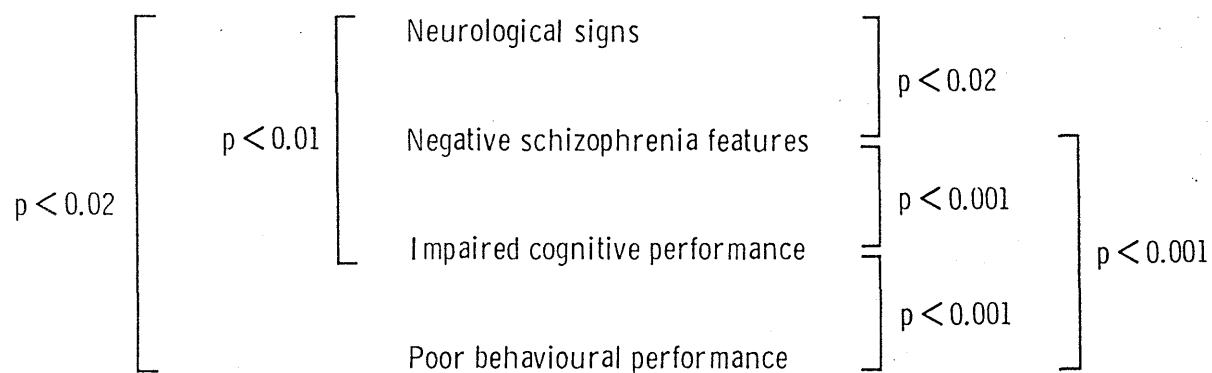 Neurological signs
p < 0.02
p < 0.01
Negative schizophrenia features
p < 0.02
p < 0.001
Impaired cognitive performance
p < 0.001
p < 0.001
Poor behavioural performance